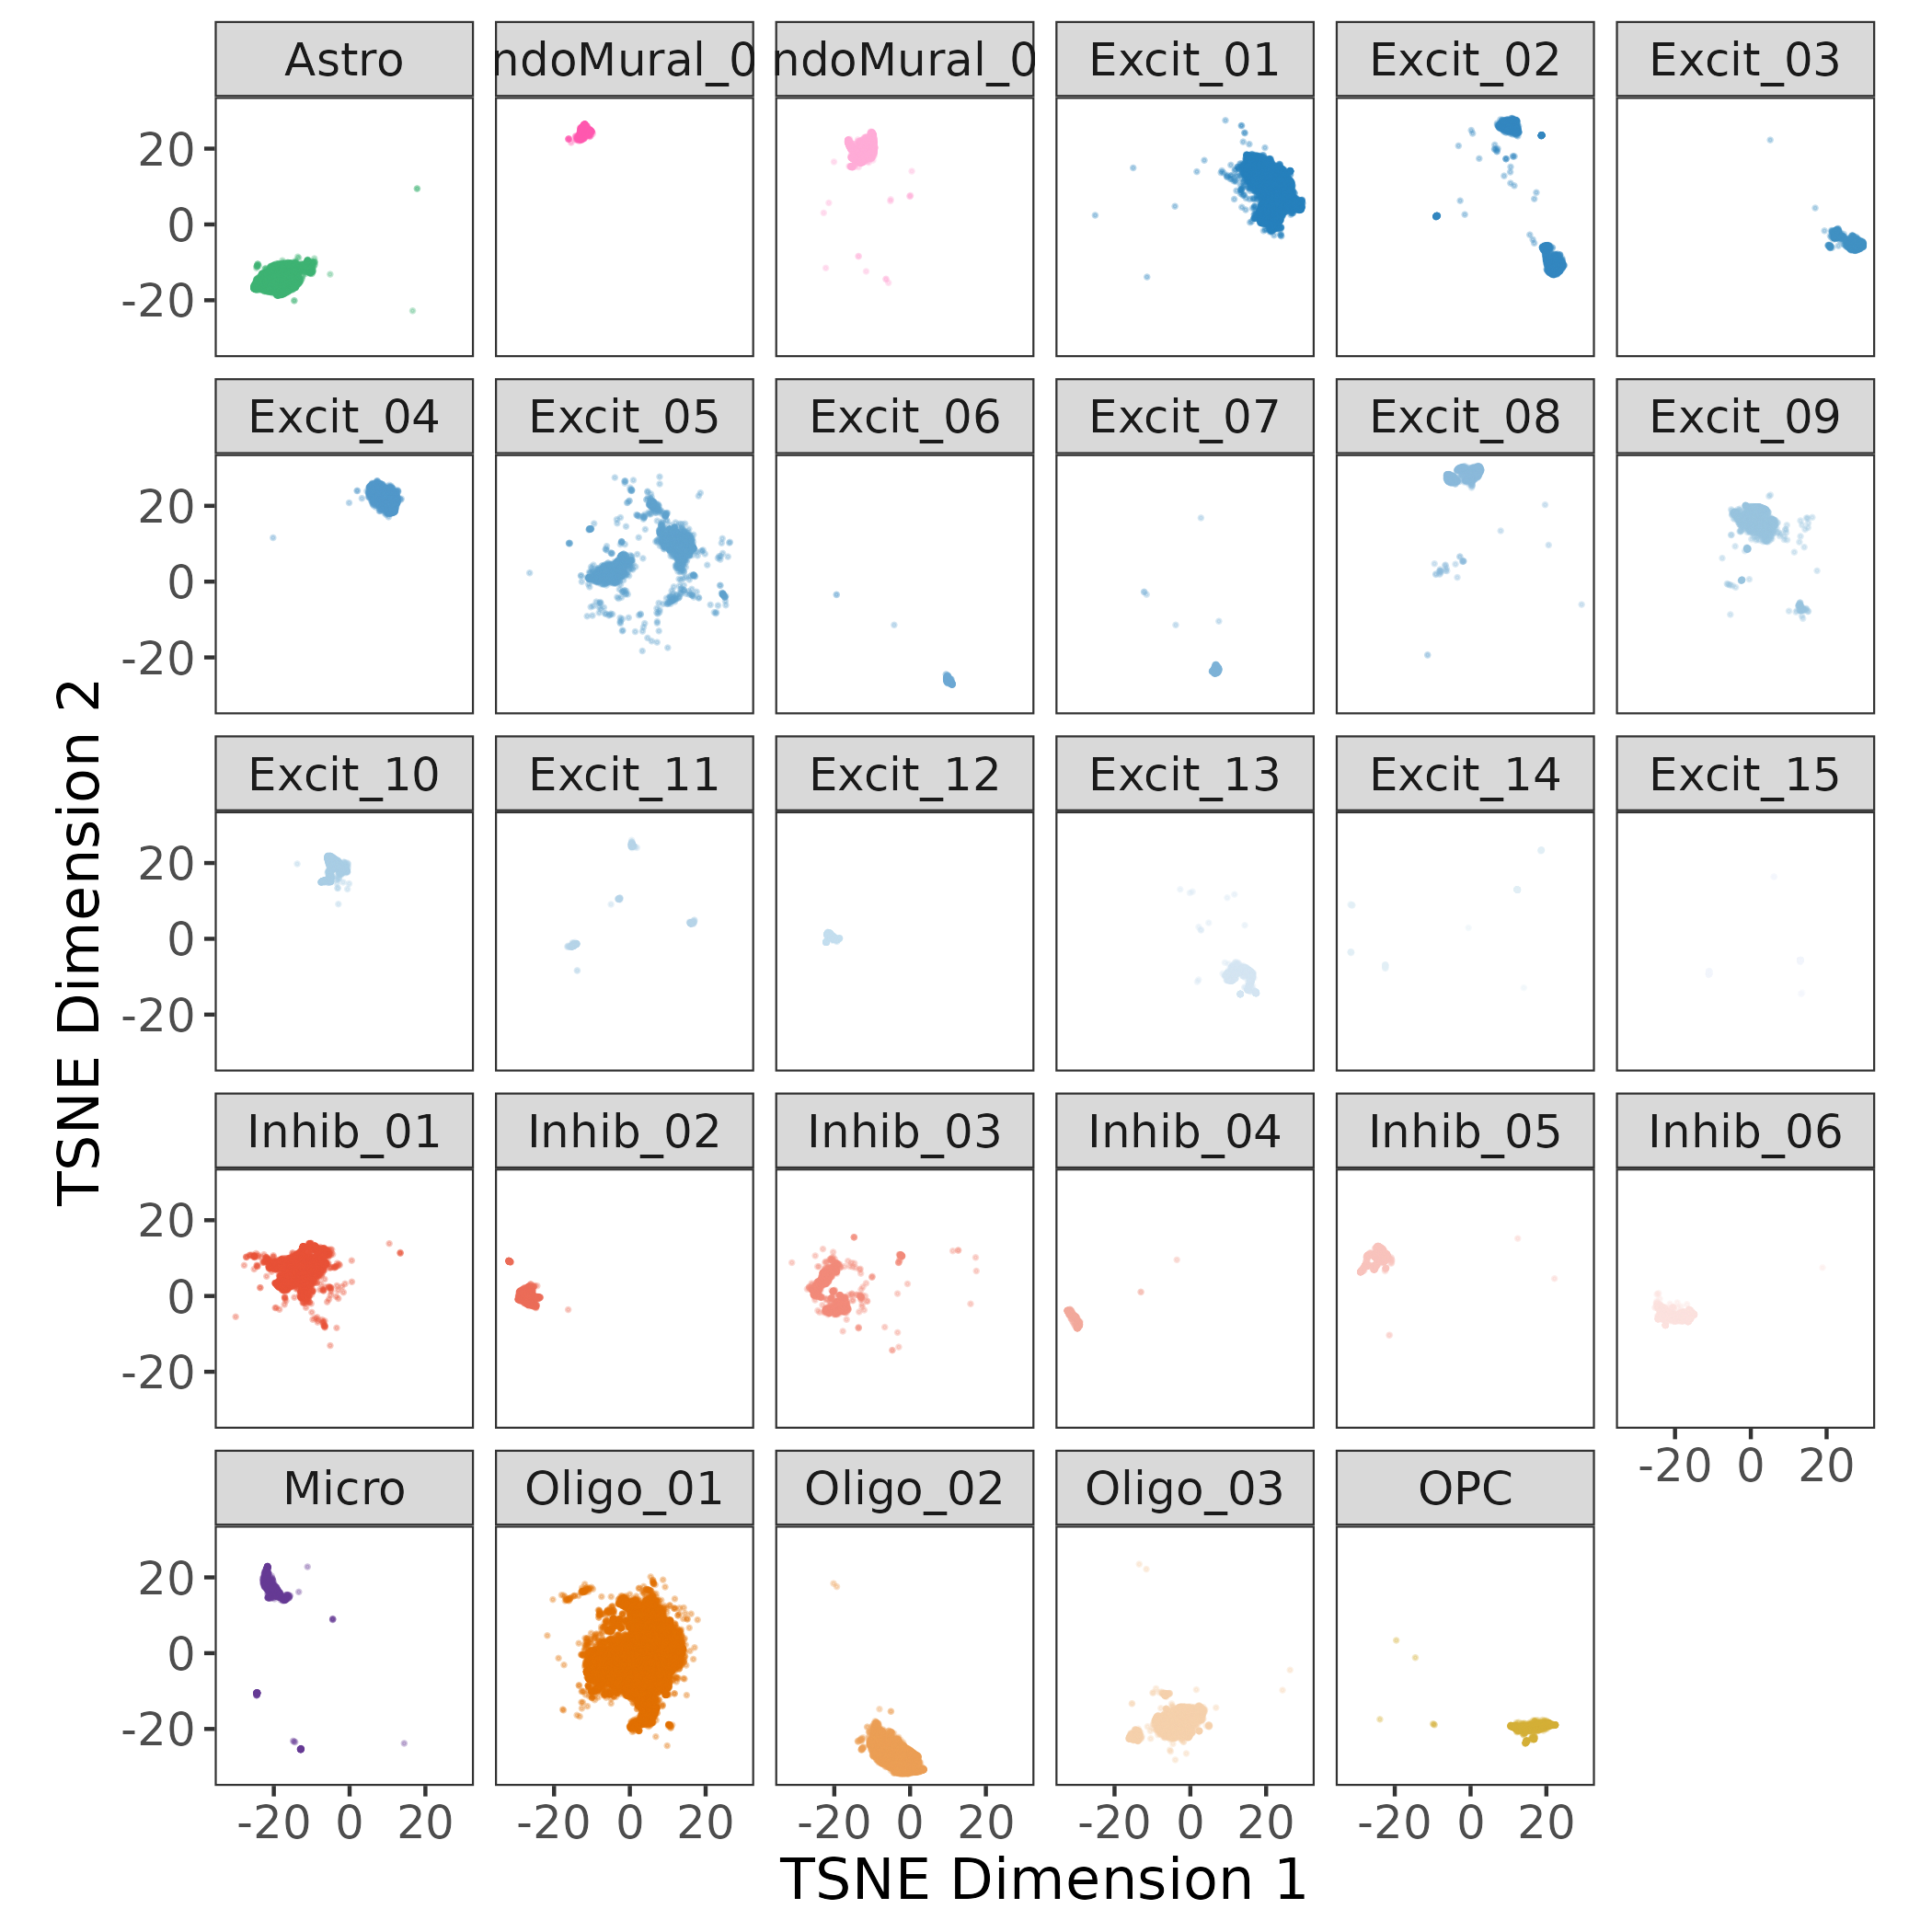 Astro ndoMural_0 ndoMural_0 Excit_01 Excit_02 Excit_03
20
0
-20
Excit_04 Excit_05 Excit_06 Excit_07 Excit_08 Excit_09
20
0
-20
Excit_10 Excit_11 Excit_12 Excit_13 Excit_14 Excit_15
20
0
-20
Inhib_01 Inhib_02 Inhib_03 Inhib_04 Inhib_05 Inhib_06
20
0
-20
-20 0 20
Micro Oligo_01 Oligo_02 Oligo_03 OPC
20
0
-20
-20 0 20 -20 0 20 -20 0 20 -20 0 20 -20 0 20
TSNE Dimension 1
TSNE Dimension 2